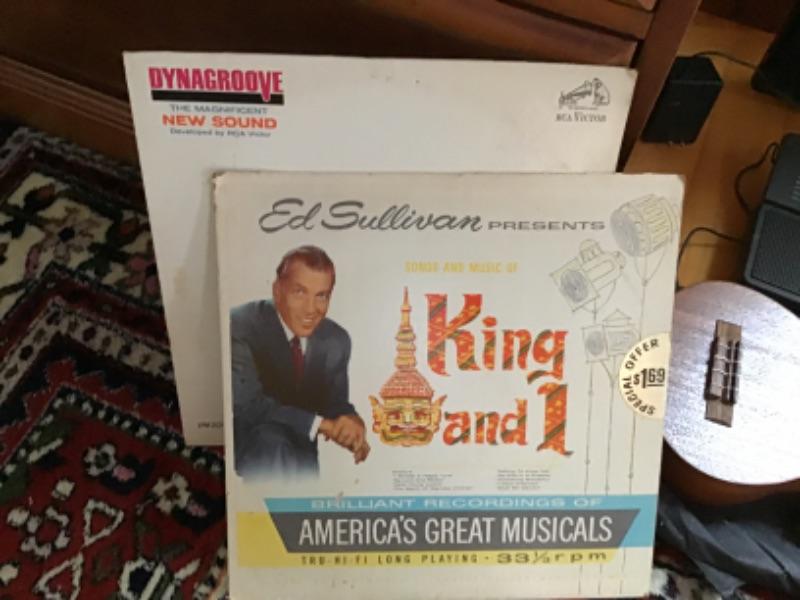 DYNAGROOVE
THE MAGNIFICENT
NEW SOUND
Developed by RCA Victor
RCA VICTOR
Ed Sullivan PRESENTS
SONGS AND MUSIC OF
King
and I
SPECIAL OFFER
$1.69
BRILLIANT RECORDINGS OF
AMERICA'S GREAT MUSICALS
TRU-HI-FI LONG PLAYING • 33⅓ rpm